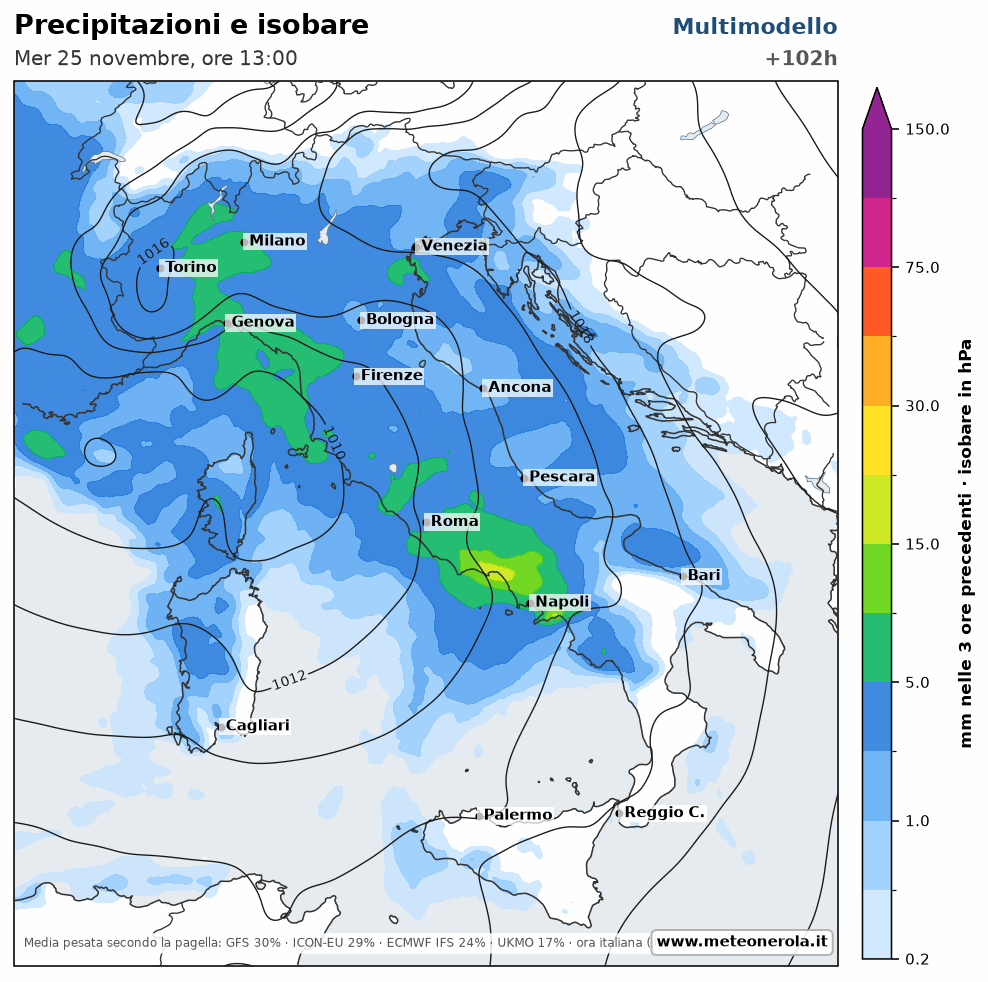 Precipitazioni e isobare
Multimodello
Mer 25 novembre, ore 13:00
+102h
150.0
75.0
30.0
15.0
5.0
1.0
0.2
mm nelle 3 ore precedenti · isobare in hPa
1016
Milano
Venezia
Torino
Genova
Bologna
Firenze
Ancona
1010
Pescara
Roma
Bari
Napoli
1012
Cagliari
Palermo
Reggio C.
Media pesata secondo la pagella: GFS 30% · ICON-EU 29% · ECMWF IFS 24% · UKMO 17% · ora italiana (
www.meteonerola.it